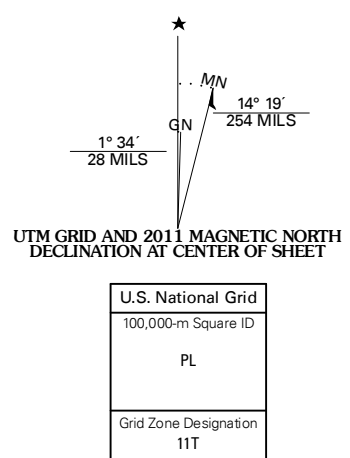 ★
MN
GN
14° 19´
254 MILS
1° 34´
28 MILS
UTM GRID AND 2011 MAGNETIC NORTH
DECLINATION AT CENTER OF SHEET
U.S. National Grid
100,000-m Square ID
PL
Grid Zone Designation
11T